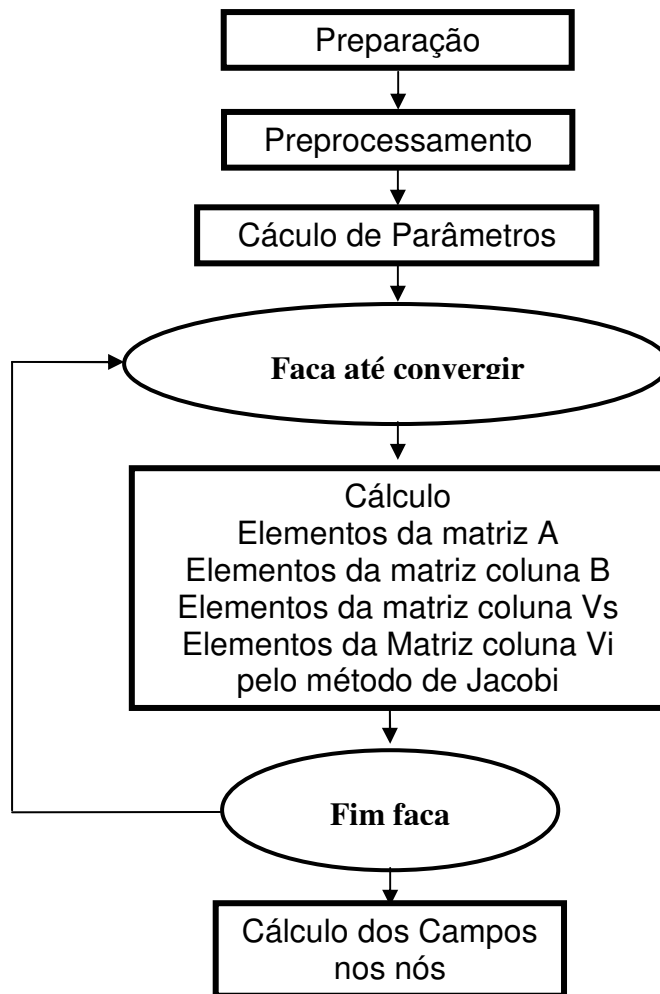 Preparação
Preprocessamento
Cáculo de Parâmetros
Faca até convergir
Cálculo
Elementos da matriz A
Elementos da matriz coluna B
Elementos da matriz coluna Vs
Elementos da Matriz coluna Vi
pelo método de Jacobi
Fim faca
Cálculo dos Campos
nos nós